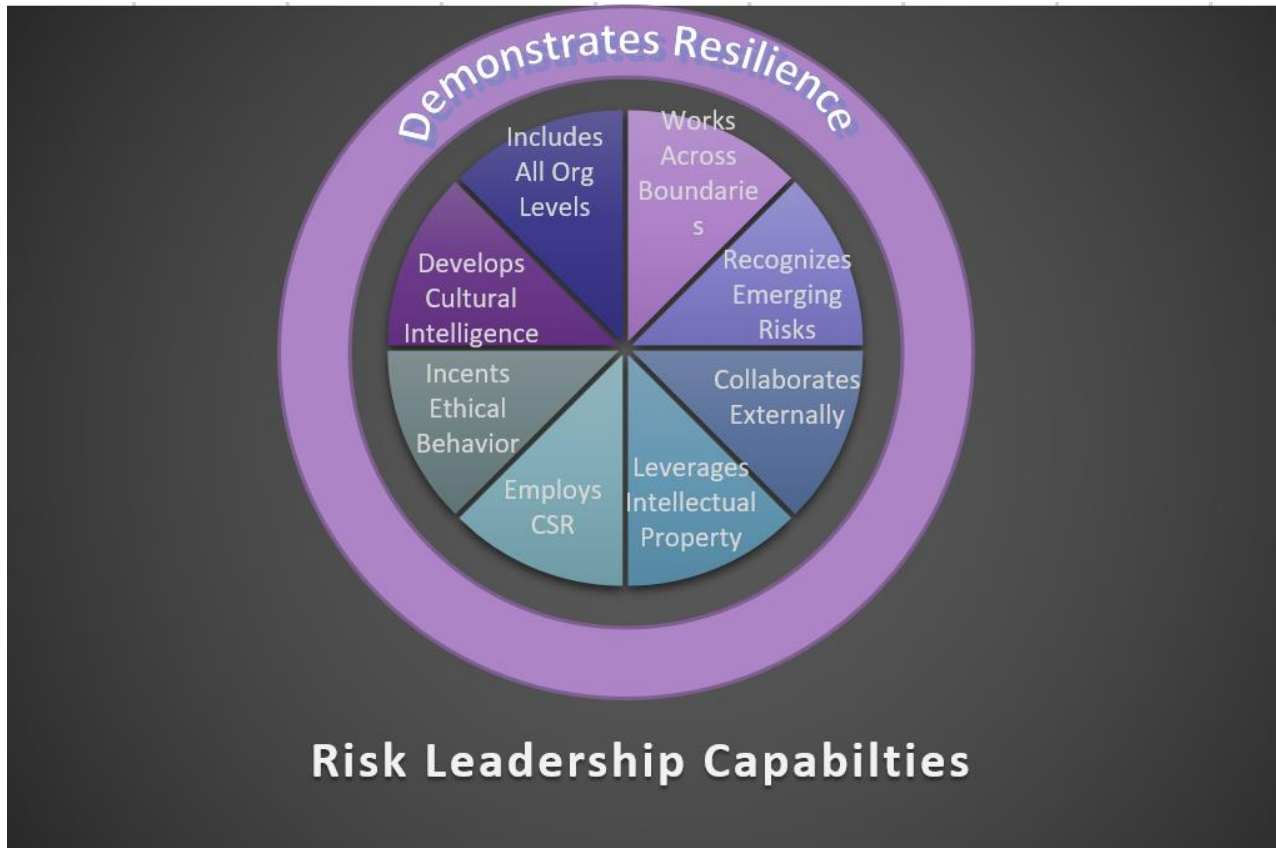 Demonstrates Resilience
Works
Across
Boundarie
s
Recognizes
Emerging
Risks
Collaborates
Externally
Leverages
Intellectual
Property
Employs
CSR
Incents
Ethical
Behavior
Develops
Cultural
Intelligence
Includes
All Org
Levels
Risk Leadership Capabilties